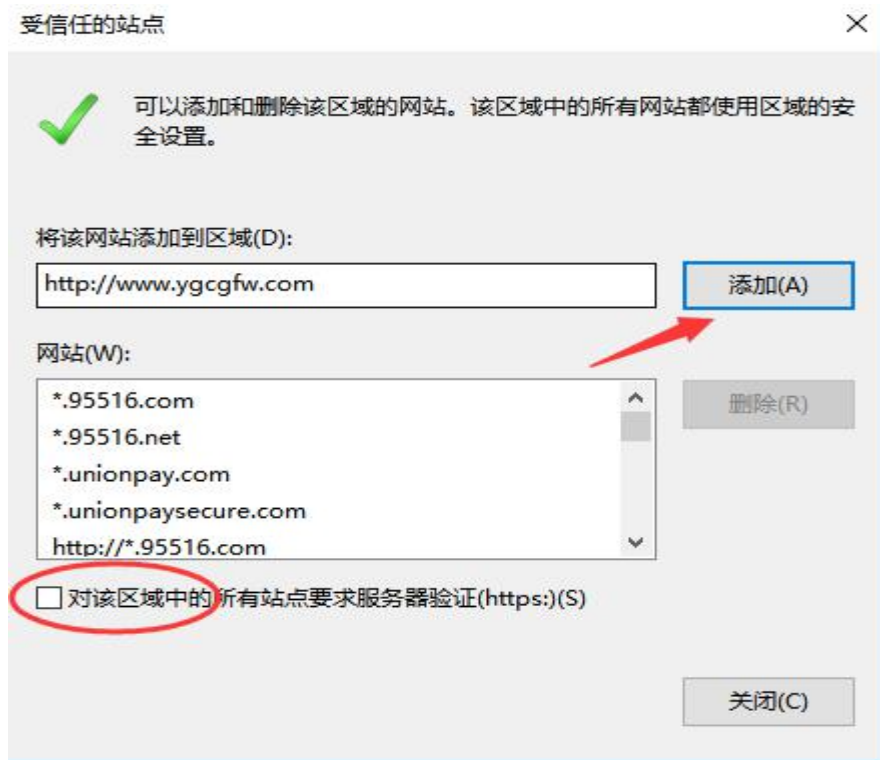 受信任的站点
可以添加和删除该区域的网站。该区域中的所有网站都使用区域的安
全设置。
将该网站添加到区域(D):
http://www.ygcgfw.com
添加(A)
网站(W):
*.95516.com
*.95516.net
*.unionpay.com
*.unionpaysecure.com
http://*.95516.com
删除(R)
对该区域中的所有站点要求服务器验证(https:)(S)
关闭(C)